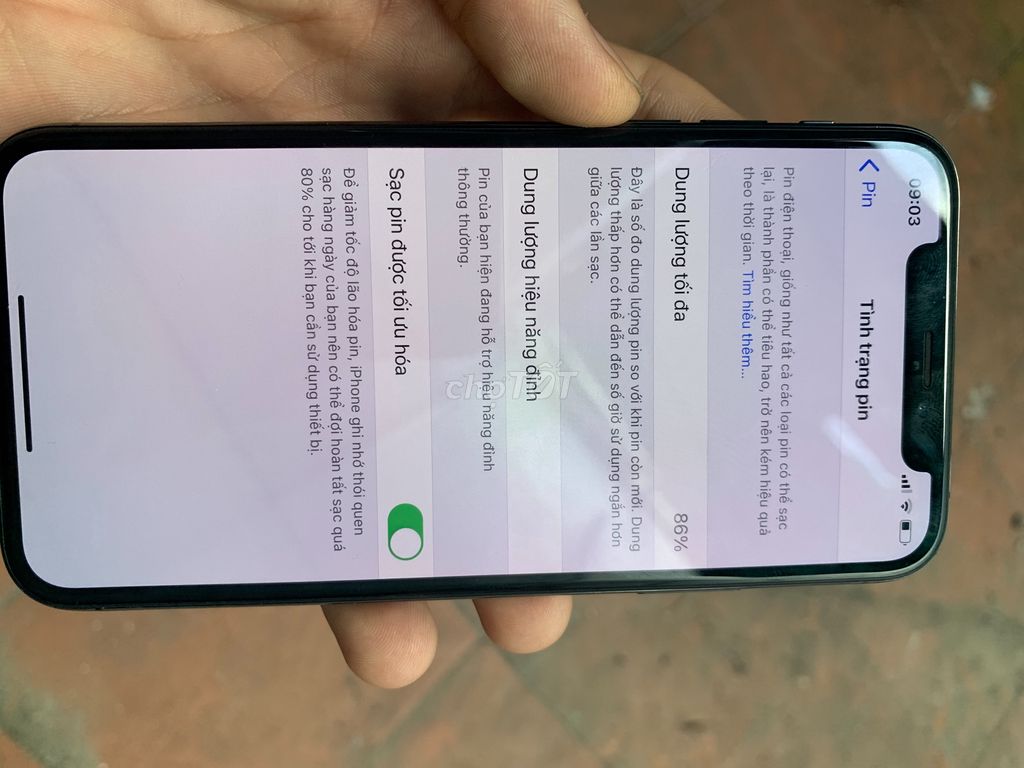 09:03
Pin
Tình trạng pin
Pin điện thoại, giống như tất cả các loại pin có thể sạc
lại, là thành phần có thể tiêu hao, trở nên kém hiệu quả
theo thời gian. Tìm hiểu thêm...
Dung lượng tối đa 86%
Đây là số đo dung lượng pin so với khi pin còn mới. Dung
lượng thấp hơn có thể dẫn đến số giờ sử dụng ngắn hơn
giữa các lần sạc.
Dung lượng hiệu năng đỉnh
Pin của bạn hiện đang hỗ trợ hiệu năng đỉnh
thông thường.
Sạc pin được tối ưu hóa
Để giảm tốc độ lão hóa pin, iPhone ghi nhớ thói quen
sạc hàng ngày của bạn nên có thể đợi hoàn tất sạc quá
80% cho tới khi bạn cần sử dụng thiết bị.
chợTỐT